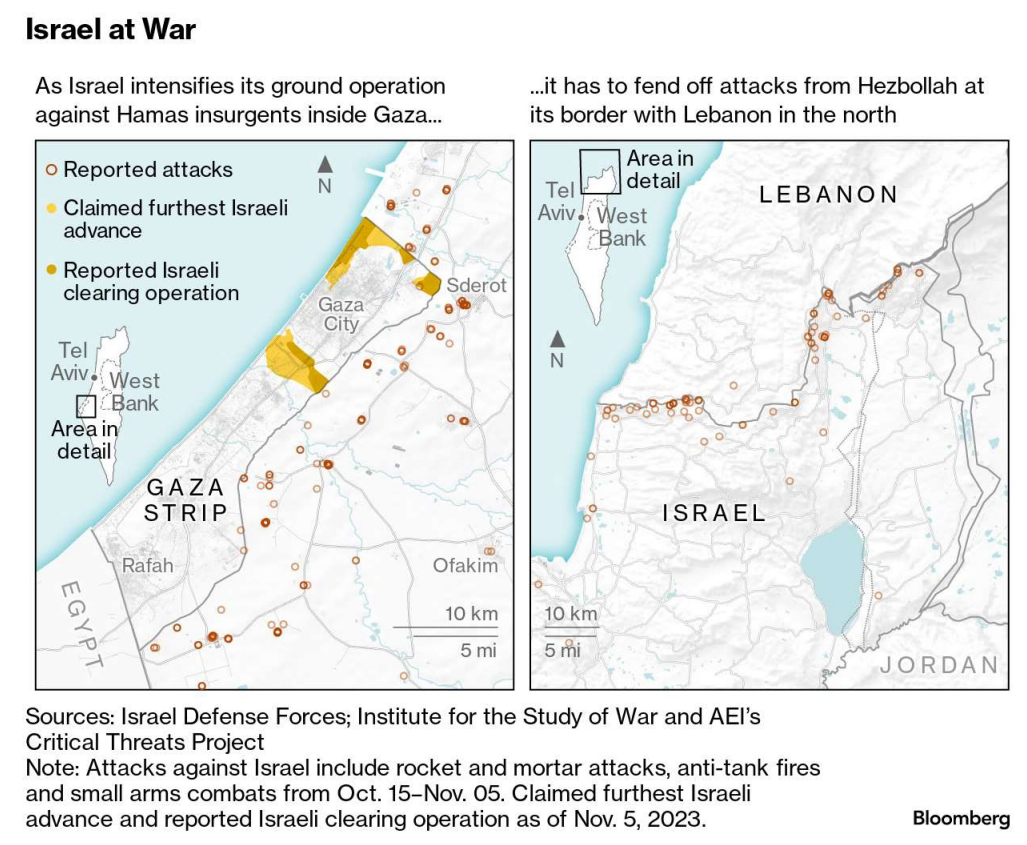 Israel at War
As Israel intensifies its ground operation
against Hamas insurgents inside Gaza...
...it has to fend off attacks from Hezbollah at
its border with Lebanon in the north
Reported attacks
Claimed furthest Israeli
advance
Reported Israeli
clearing operation
N
Gaza
City
Sderot
Tel
Aviv
West
Bank
Area in
detail
GAZA
STRIP
Rafah
Ofakim
EGYPT
10 km
5 mi
Area in
detail
Tel
Aviv
West
Bank
N
LEBANON
ISRAEL
10 km
5 mi
JORDAN
Sources: Israel Defense Forces; Institute for the Study of War and AEI’s
Critical Threats Project
Note: Attacks against Israel include rocket and mortar attacks, anti-tank fires
and small arms combats from Oct. 15–Nov. 05. Claimed furthest Israeli
advance and reported Israeli clearing operation as of Nov. 5, 2023.
Bloomberg